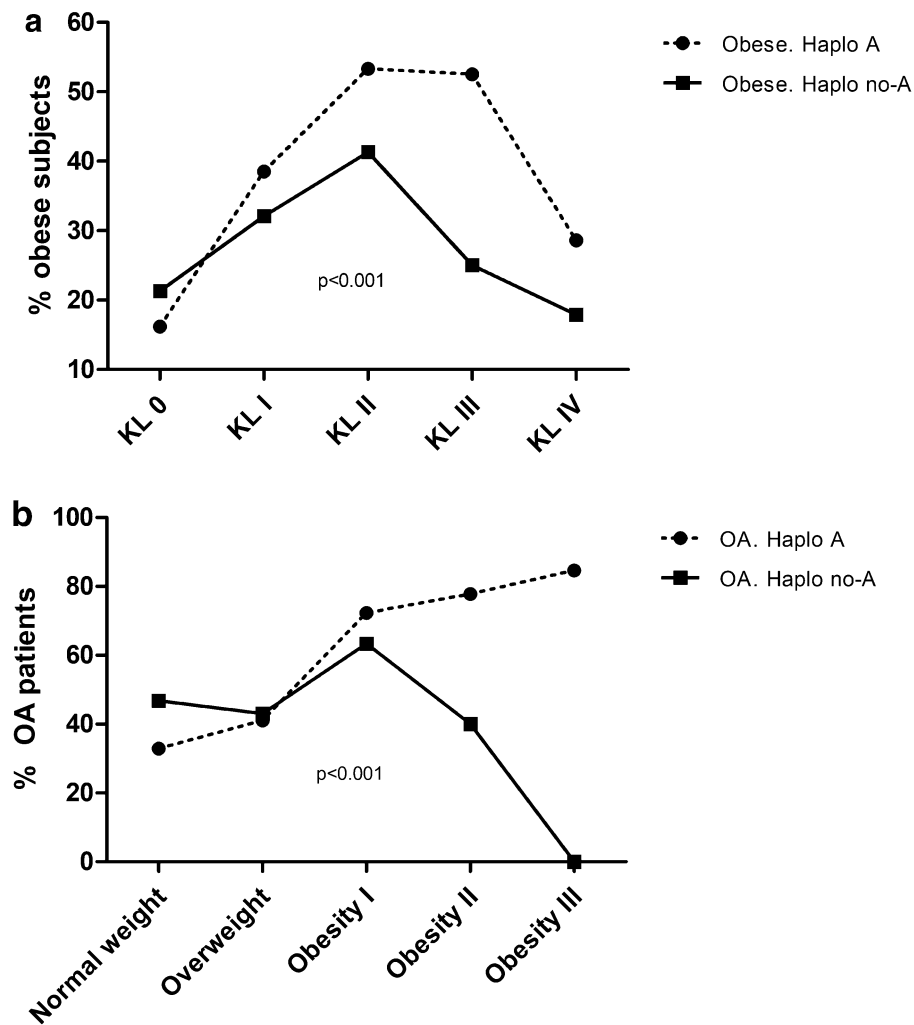 a
60
50
40
30
20
10
% obese subjects
p<0.001
KL 0
KL I
KL II
KL III
KL IV
Obese. Haplo A
Obese. Haplo no-A
b
100
80
60
40
20
0
% OA patients
p<0.001
Normal weight
Overweight
Obesity I
Obesity II
Obesity III
OA. Haplo A
OA. Haplo no-A